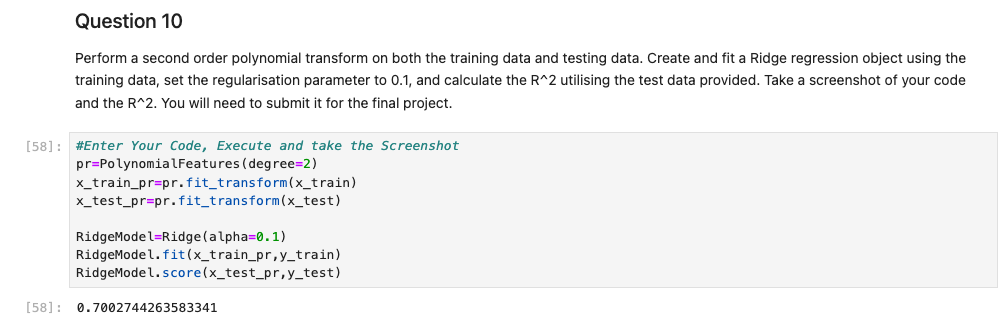 Question 10
Perform a second order polynomial transform on both the training data and testing data. Create and fit a Ridge regression object using the
training data, set the regularisation parameter to 0.1, and calculate the R^2 utilising the test data provided. Take a screenshot of your code
and the R^2. You will need to submit it for the final project.
[58]: #Enter Your Code, Execute and take the Screenshot
pr=PolynomialFeatures(degree=2)
x_train_pr=pr.fit_transform(x_train)
x_test_pr=pr.fit_transform(x_test)
RidgeModel=Ridge(alpha=0.1)
RidgeModel.fit(x_train_pr,y_train)
RidgeModel.score(x_test_pr,y_test)
[58]: 0.7002744263583341